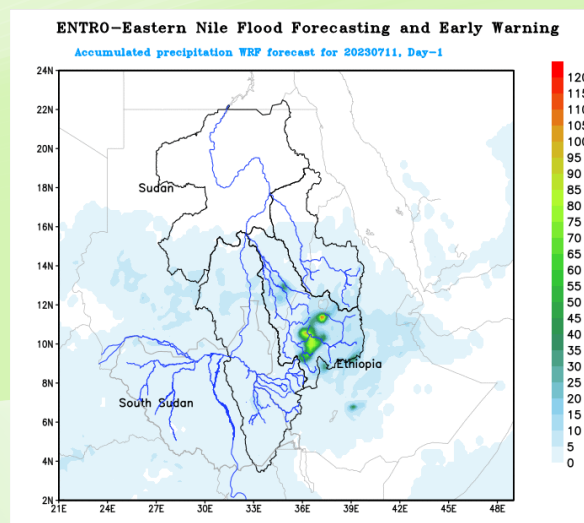 ENTRO-Eastern Nile Flood Forecasting and Early Warning
Accumulated precipitation WRF forecast for 20230711, Day-1
24N
22N
20N
18N
16N
14N
12N
10N
8N
6N
4N
2N
Sudan
Ethiopia
South Sudan
21E 24E 27E 30E 33E 36E 39E 42E 45E 48E
120
115
110
105
100
95
90
85
80
75
70
65
60
55
50
45
40
35
30
25
20
15
10
5
0